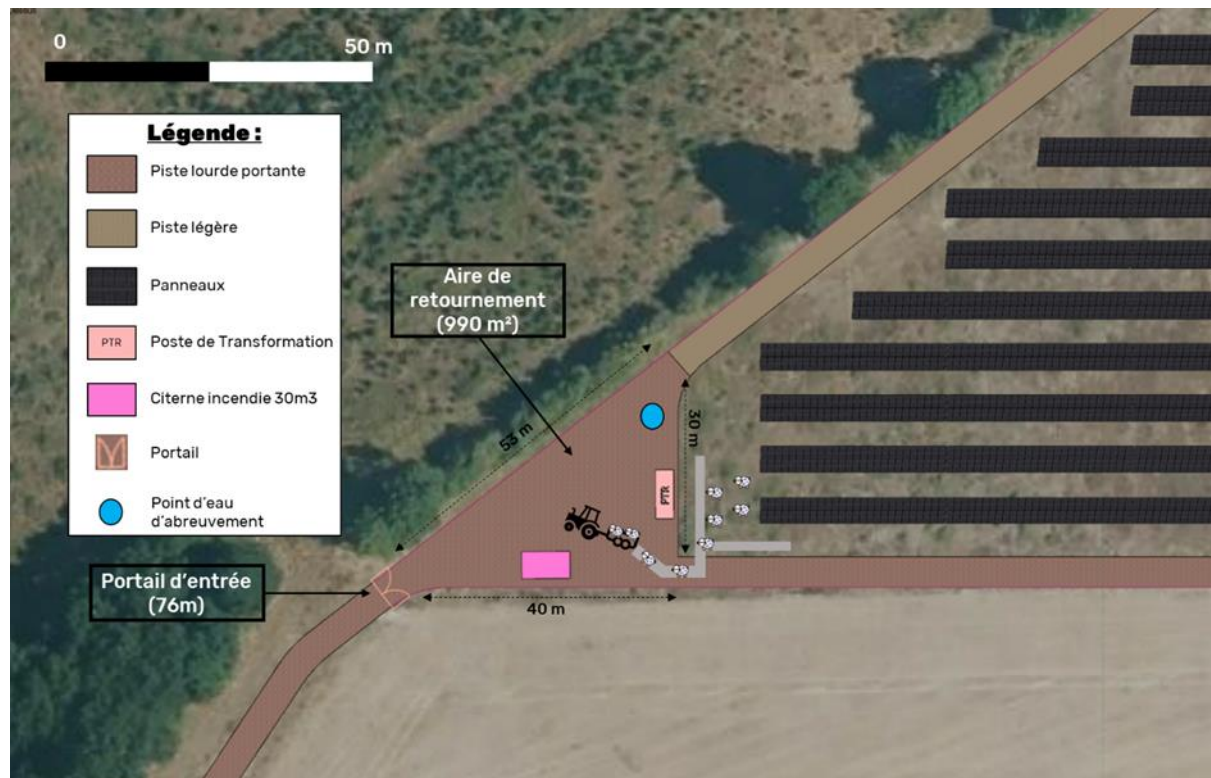 0
50 m
Légende :
Piste lourde portante
Piste légère
Panneaux
PTR
Poste de Transformation
Citerne incendie 30m3
Portail
Point d'eau
d'abreuvement
Aire de
retournement
(990 m²)
53 m
30 m
PTR
Portail d'entrée
(76m)
40 m